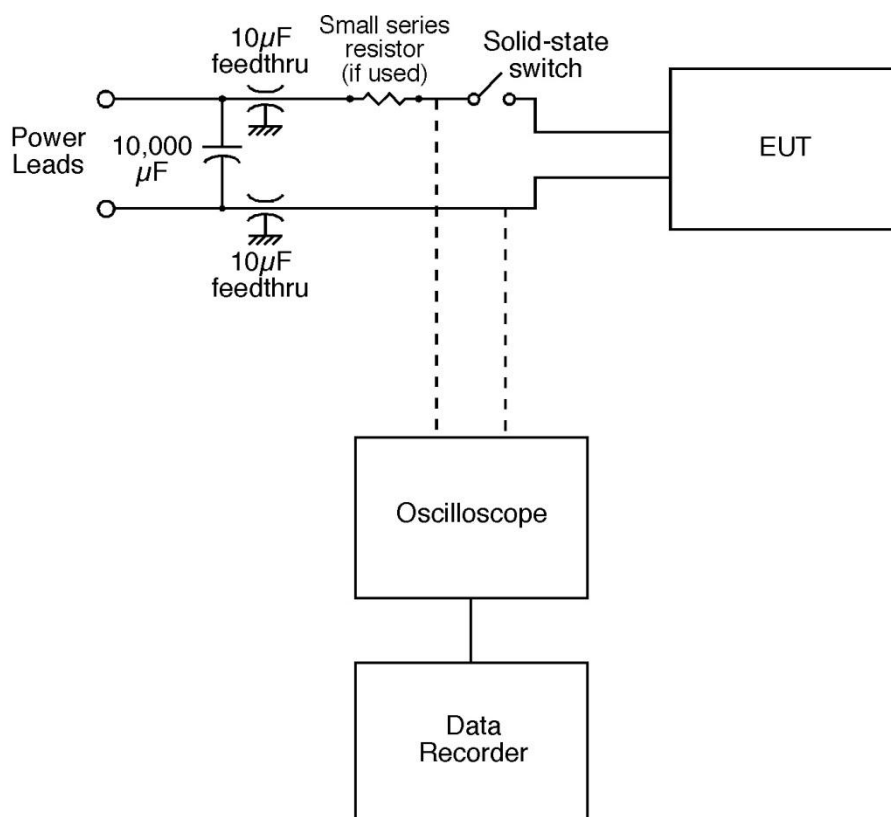 10µF
feedthru
Small series
resistor
(if used)
Solid-state
switch
Power
Leads
10,000
µF
EUT
10µF
feedthru
Oscilloscope
Data
Recorder